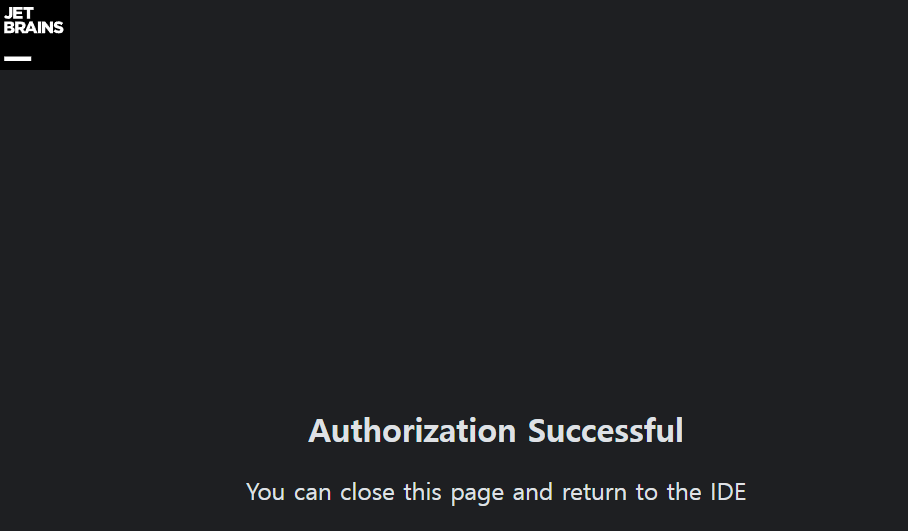 JET
BRAINS
Authorization Successful
You can close this page and return to the IDE